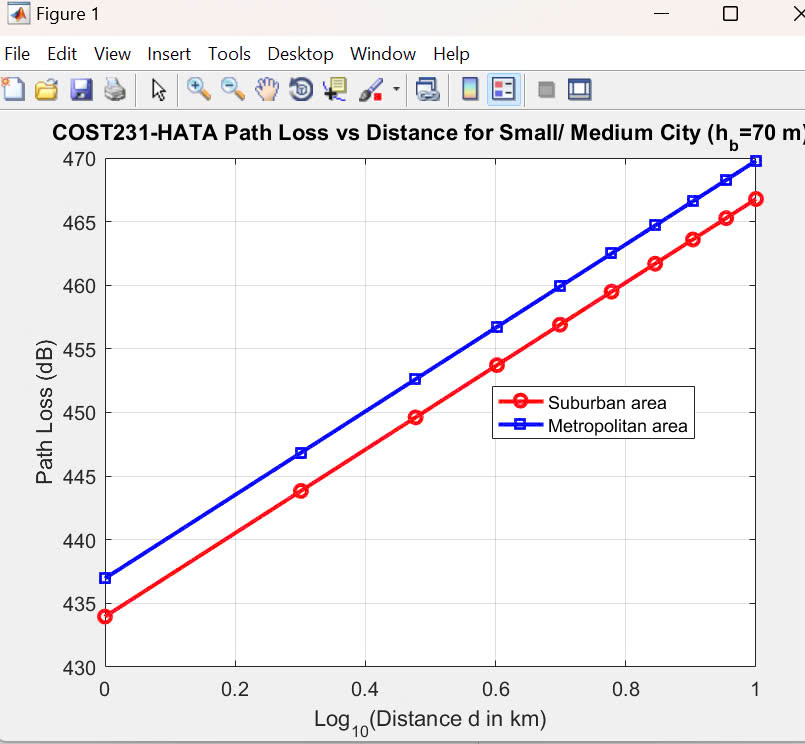 Figure 1
File Edit View Insert Tools Desktop Window Help
COST231-HATA Path Loss vs Distance for Small/ Medium City (h_b=70 m)
470
465
460
455
450
445
440
435
430
Path Loss (dB)
Suburban area
Metropolitan area
0 0.2 0.4 0.6 0.8 1
Log_10(Distance d in km)